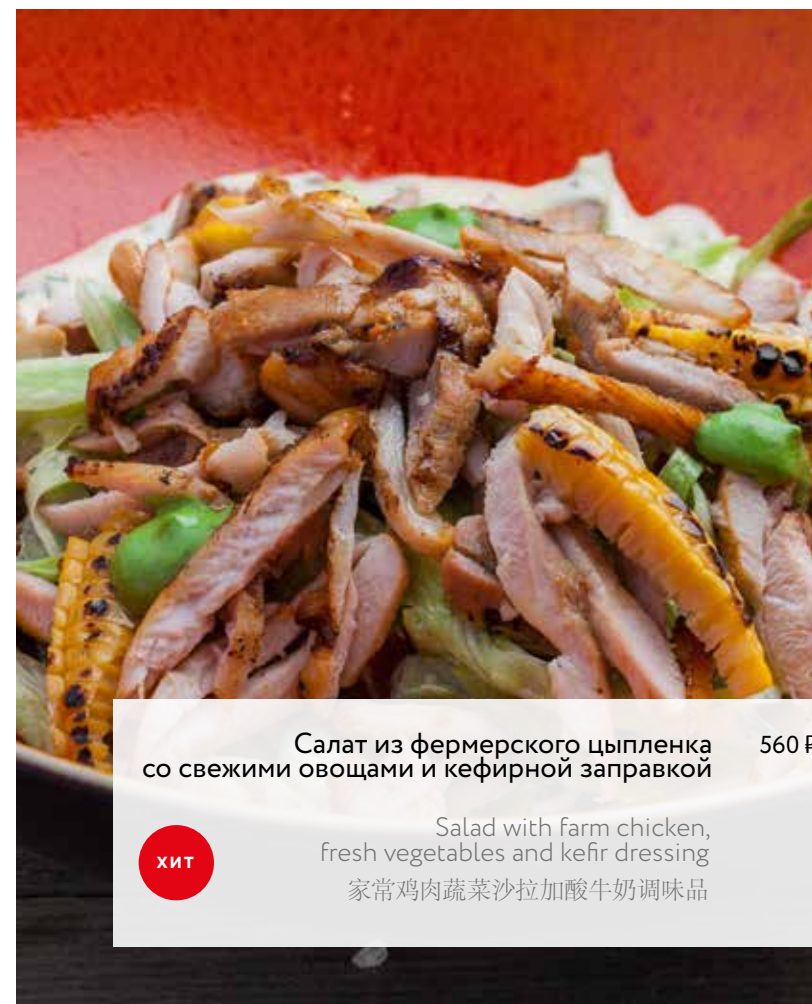 Салат из фермерского цыпленка
560 ₽
со свежими овощами и кефирной заправкой
Salad with farm chicken,
fresh vegetables and kefir dressing
家常鸡肉蔬菜沙拉加酸牛奶调味品
ХИТ